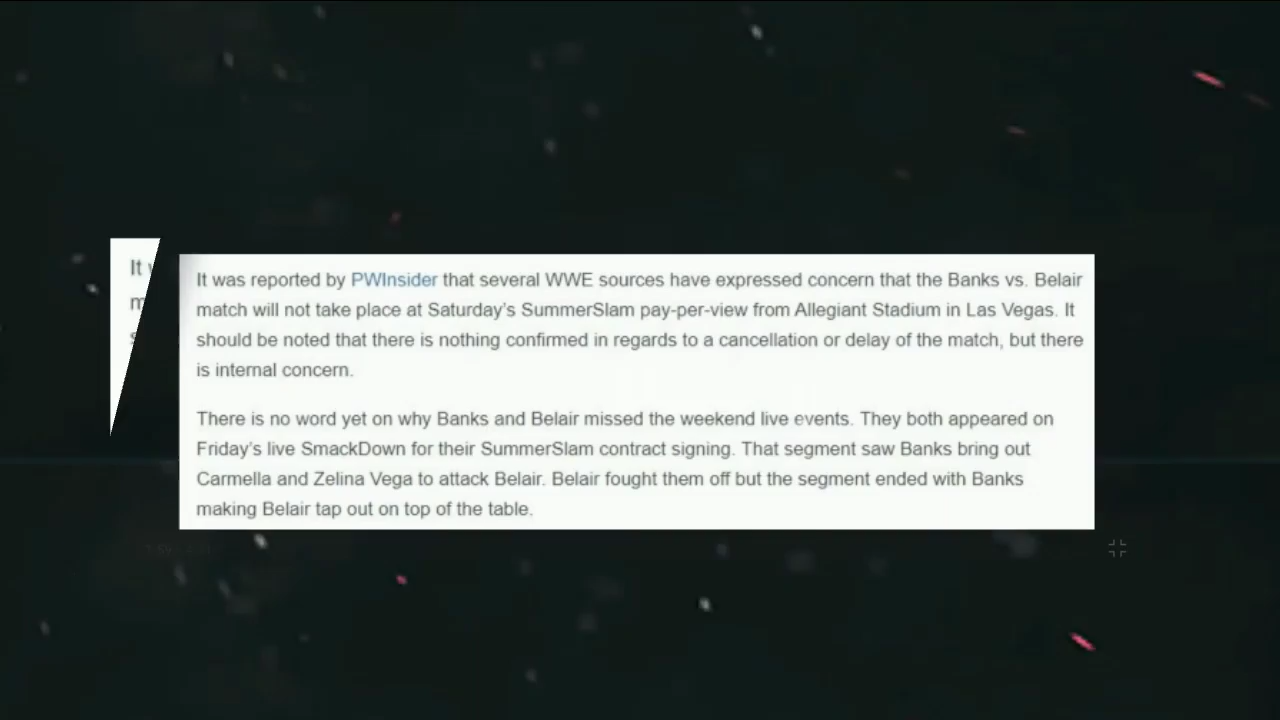 It
m
s
It was reported by PWInsider that several WWE sources have expressed concern that the Banks vs. Belair
match will not take place at Saturday's SummerSlam pay-per-view from Allegiant Stadium in Las Vegas. It
should be noted that there is nothing confirmed in regards to a cancellation or delay of the match, but there
is internal concern.
There is no word yet on why Banks and Belair missed the weekend live events. They both appeared on
Friday's live SmackDown for their SummerSlam contract signing. That segment saw Banks bring out
Carmella and Zelina Vega to attack Belair. Belair fought them off but the segment ended with Banks
making Belair tap out on top of the table.